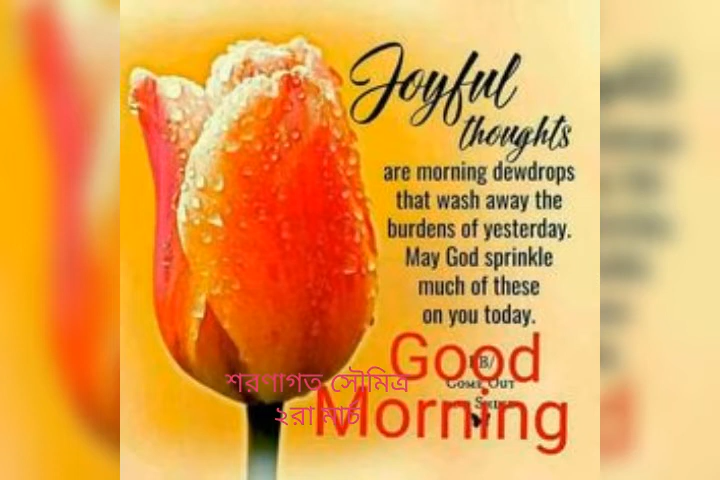 Joyful
thoughts
are morning dewdrops
that wash away the
burdens of yesterday.
May God sprinkle
much of these
on you today.
Good
Morning
শরণাগত সৌমিত্র
২রা মার্চ